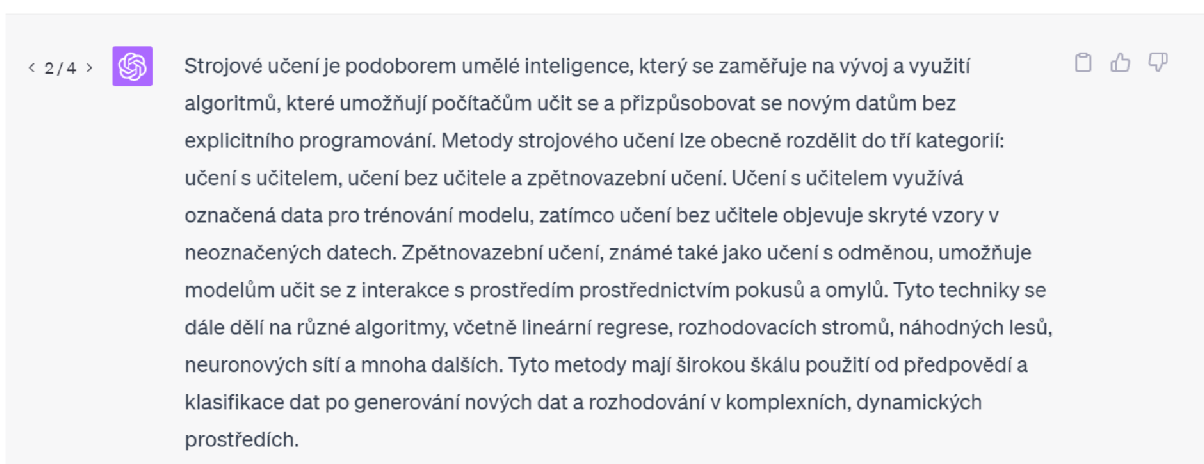 < 2/4 >
Strojové učení je podoborem umělé inteligence, který se zaměřuje na vývoj a využití
algoritmů, které umožňují počítačům učit se a přizpůsobovat se novým datům bez
explicitního programování. Metody strojového učení lze obecně rozdělit do tří kategorií:
učení s učitelem, učení bez učitele a zpětnovazební učení. Učení s učitelem využívá
označená data pro trénování modelu, zatímco učení bez učitele objevuje skryté vzory v
neoznačených datech. Zpětnovazební učení, známé také jako učení s odměnou, umožňuje
modelům učit se z interakce s prostředím prostřednictvím pokusů a omylů. Tyto techniky se
dále dělí na různé algoritmy, včetně lineární regrese, rozhodovacích stromů, náhodných lesů,
neuronových sítí a mnoha dalších. Tyto metody mají širokou škálu použití od předpovědí a
klasifikace dat po generování nových dat a rozhodování v komplexních, dynamických
prostředích.